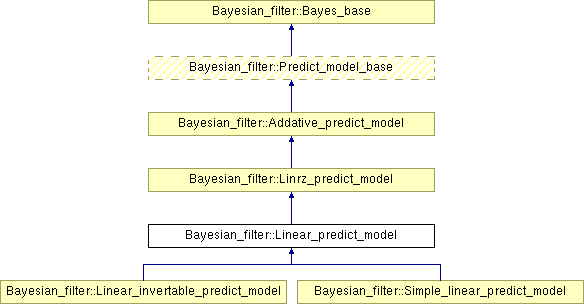 Bayesian_filter::Bayes_base
Bayesian_filter::Predict_model_base
Bayesian_filter::Addative_predict_model
Bayesian_filter::Linrz_predict_model
Bayesian_filter::Linear_predict_model
Bayesian_filter::Linear_invertable_predict_model
Bayesian_filter::Simple_linear_predict_model